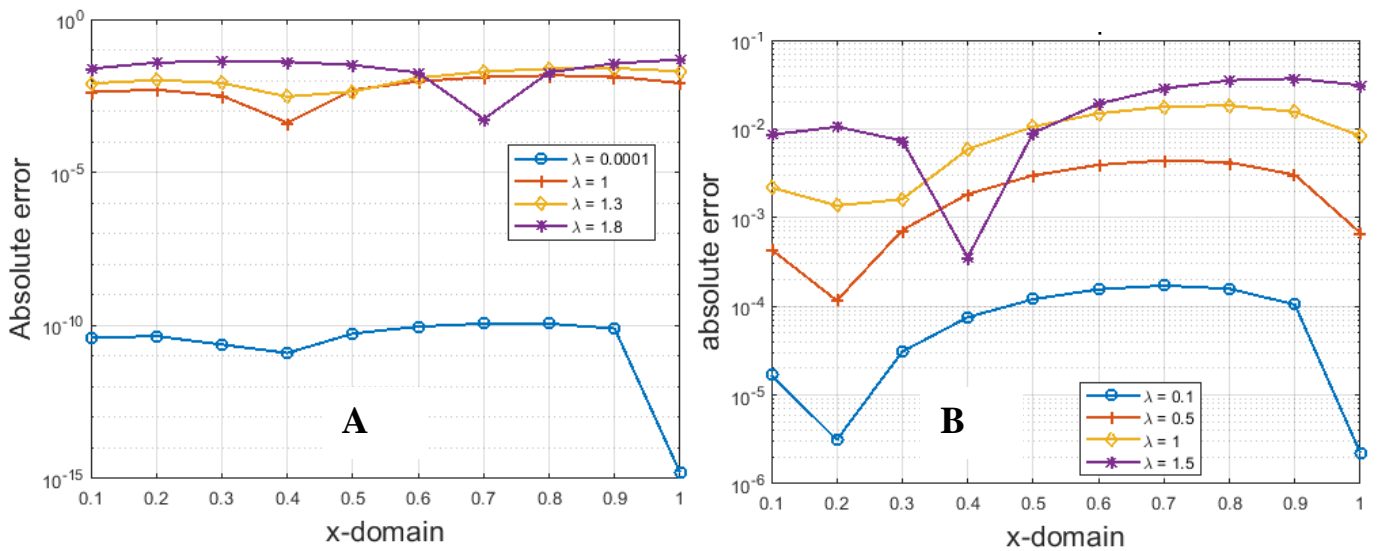 Absolute error
10^0
10^-5
10^-10
10^-15
λ = 0.0001
λ = 1
λ = 1.3
λ = 1.8
A
0.1 0.2 0.3 0.4 0.5 0.6 0.7 0.8 0.9 1
x-domain
absolute error
10^-1
10^-2
10^-3
10^-4
10^-5
10^-6
λ = 0.1
λ = 0.5
λ = 1
λ = 1.5
B
0.1 0.2 0.3 0.4 0.5 0.6 0.7 0.8 0.9 1
x-domain